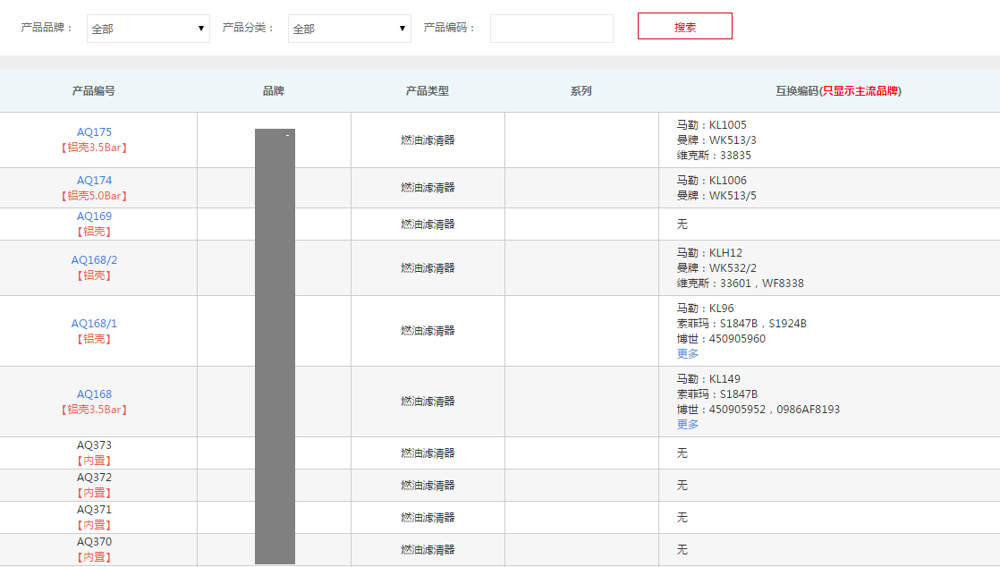 产品品牌： 全部 产品分类： 全部 产品编码： 搜索
产品编号 品牌 产品类型 系列 互换编码(只显示主流品牌)
AQ175
【铝壳3.5Bar】
-
燃油滤清器
马勒：KL1005
曼牌：WK513/3
维克斯：33835
AQ174
【铝壳5.0Bar】
燃油滤清器
马勒：KL1006
曼牌：WK513/5
AQ169
【铝壳】
燃油滤清器
无
AQ168/2
【铝壳】
燃油滤清器
马勒：KLH12
曼牌：WK532/2
维克斯：33601，WF8338
AQ168/1
【铝壳】
燃油滤清器
马勒：KL96
索菲玛：S1847B，S1924B
博世：450905960
更多
AQ168
【铝壳3.5Bar】
燃油滤清器
马勒：KL149
索菲玛：S1847B
博世：450905952，0986AF8193
更多
AQ373
【内置】
燃油滤清器
无
AQ372
【内置】
燃油滤清器
无
AQ371
【内置】
燃油滤清器
无
AQ370
【内置】
燃油滤清器
无